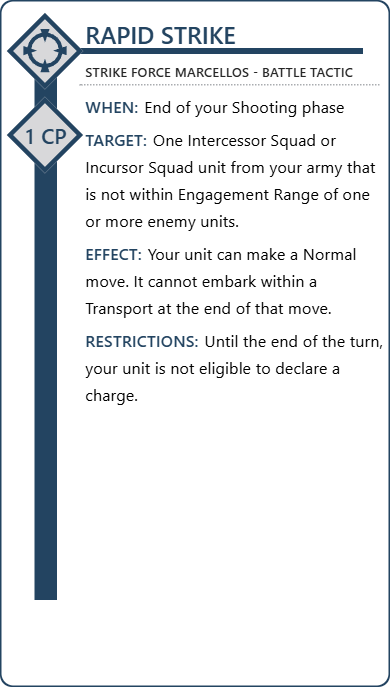 RAPID STRIKE
STRIKE FORCE MARCELLOS - BATTLE TACTIC
WHEN: End of your Shooting phase
1 CP
TARGET: One Intercessor Squad or
Incursor Squad unit from your army that
is not within Engagement Range of one
or more enemy units.
EFFECT: Your unit can make a Normal
move. It cannot embark within a
Transport at the end of that move.
RESTRICTIONS: Until the end of the turn,
your unit is not eligible to declare a
charge.